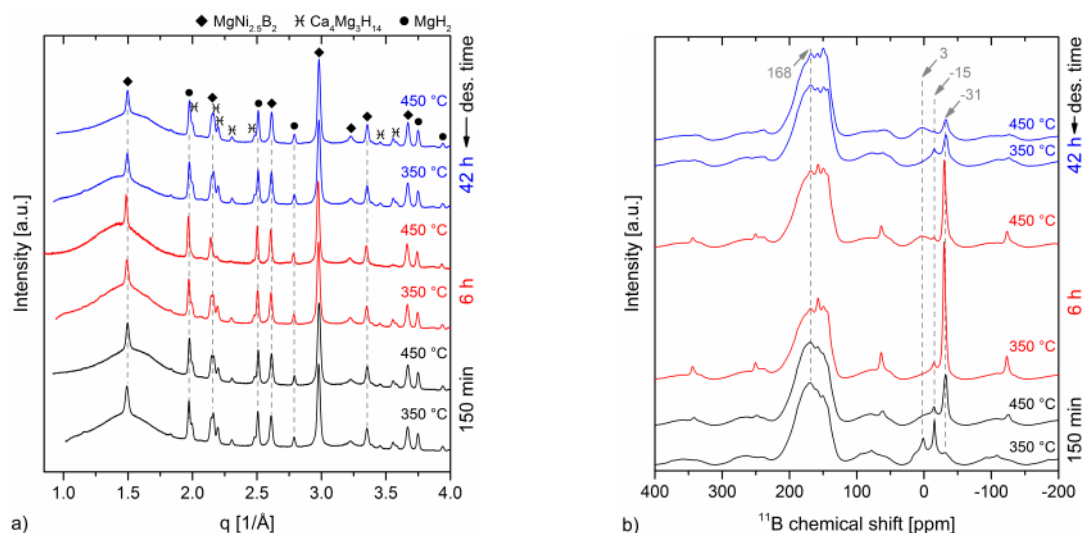 ◆ MgNi2.5B2 ♓ Ca4Mg3H14 ● MgH2
450 °C
350 °C
450 °C
350 °C
450 °C
350 °C
des. time
42 h
6 h
150 min
Intensity [a.u.]
1.0 1.5 2.0 2.5 3.0 3.5 4.0
q [1/Å]
a)
168
3
-15
-31
450 °C
350 °C
450 °C
350 °C
450 °C
350 °C
des. time
42 h
6 h
150 min
Intensity [a.u.]
400 300 200 100 0 -100 -200
11B chemical shift [ppm]
b)